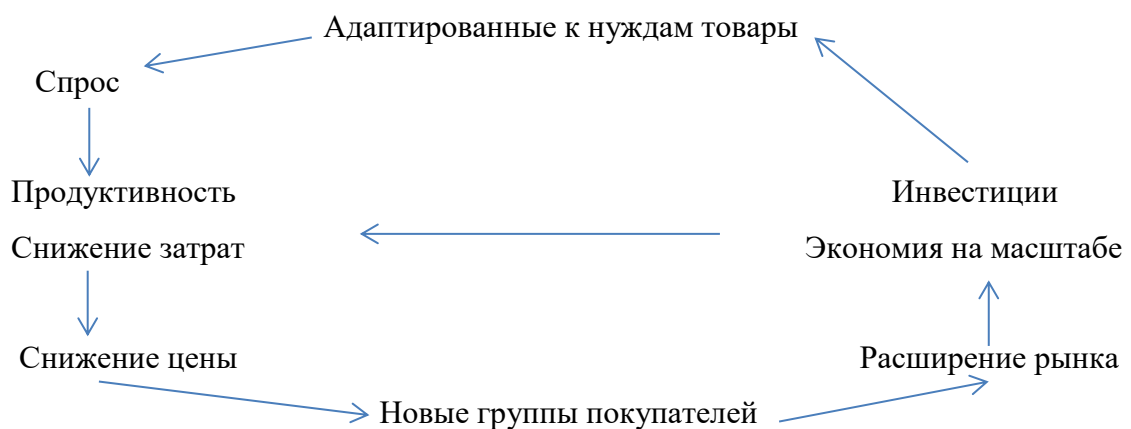 Адаптированные к нуждам товары
Спрос
Продуктивность
Инвестиции
Снижение затрат
Экономия на масштабе
Снижение цены
Расширение рынка
Новые группы покупателей